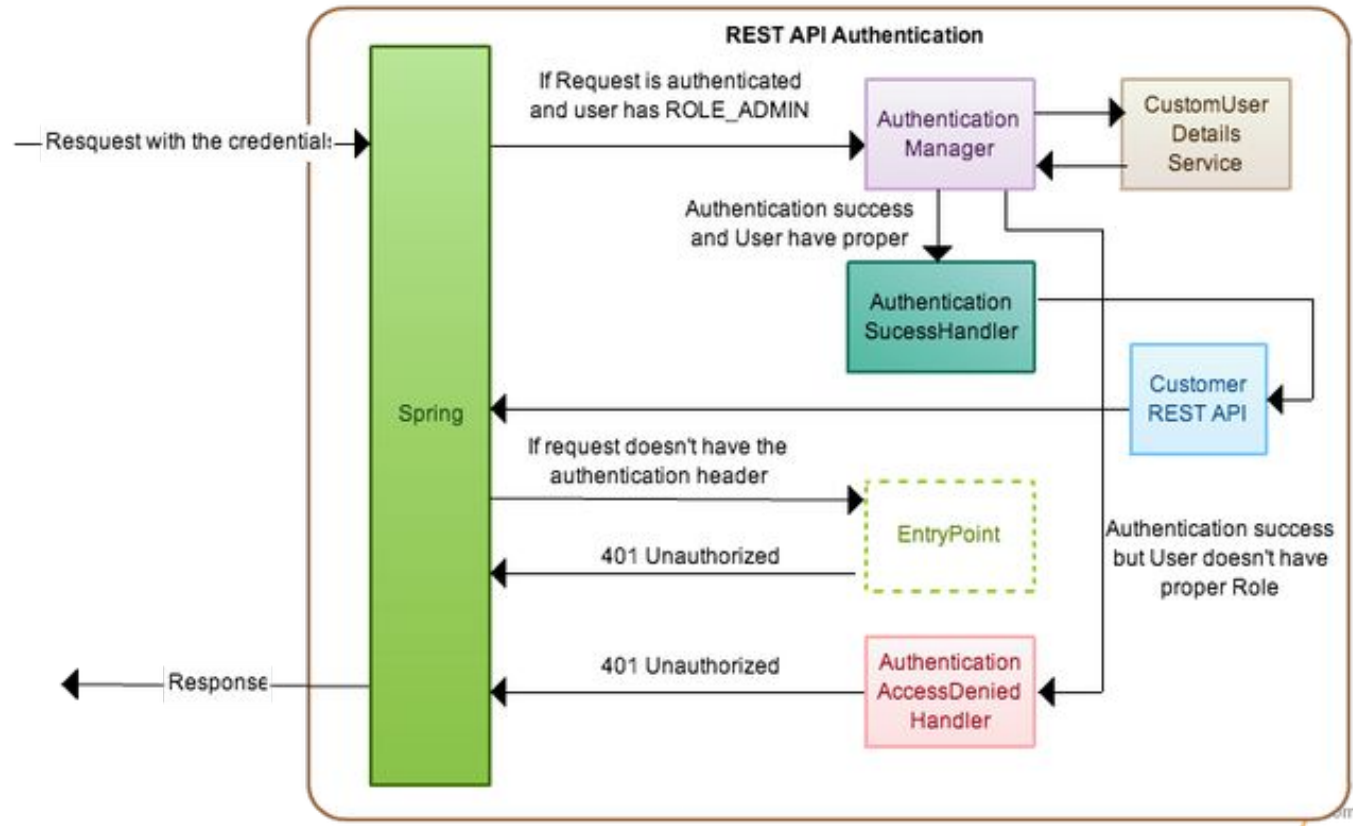 REST API Authentication
If Request is authenticated
and user has ROLE_ADMIN
Authentication
Manager
CustomUser
Details
Service
Resquest with the credentials
Authentication success
and User have proper
Authentication
SucessHandler
Customer
REST API
Spring
If request doesn't have the
authentication header
EntryPoint
401 Unauthorized
Authentication success
but User doesn't have
proper Role
401 Unauthorized
Authentication
AccessDenied
Handler
Response